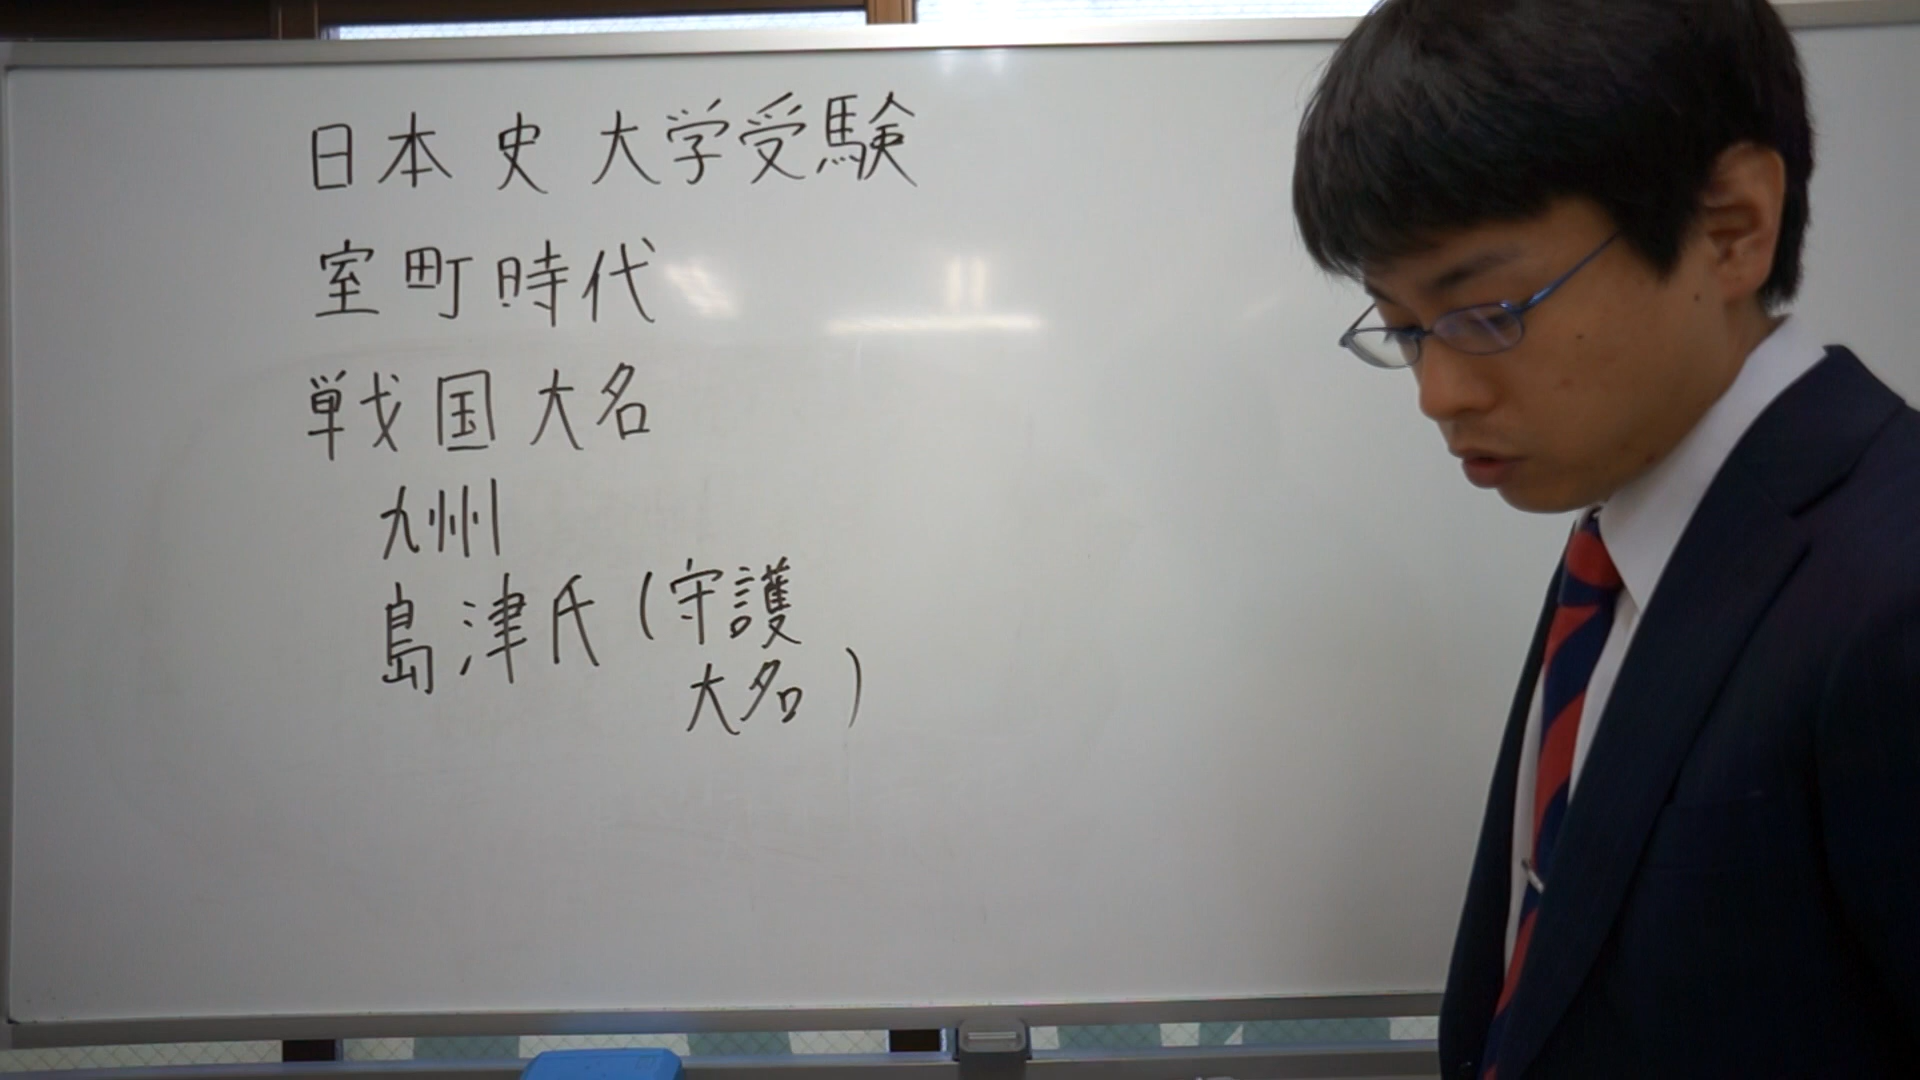 日本史 大学受験
室町時代
戦国大名
九州
島津氏(守護
大名)